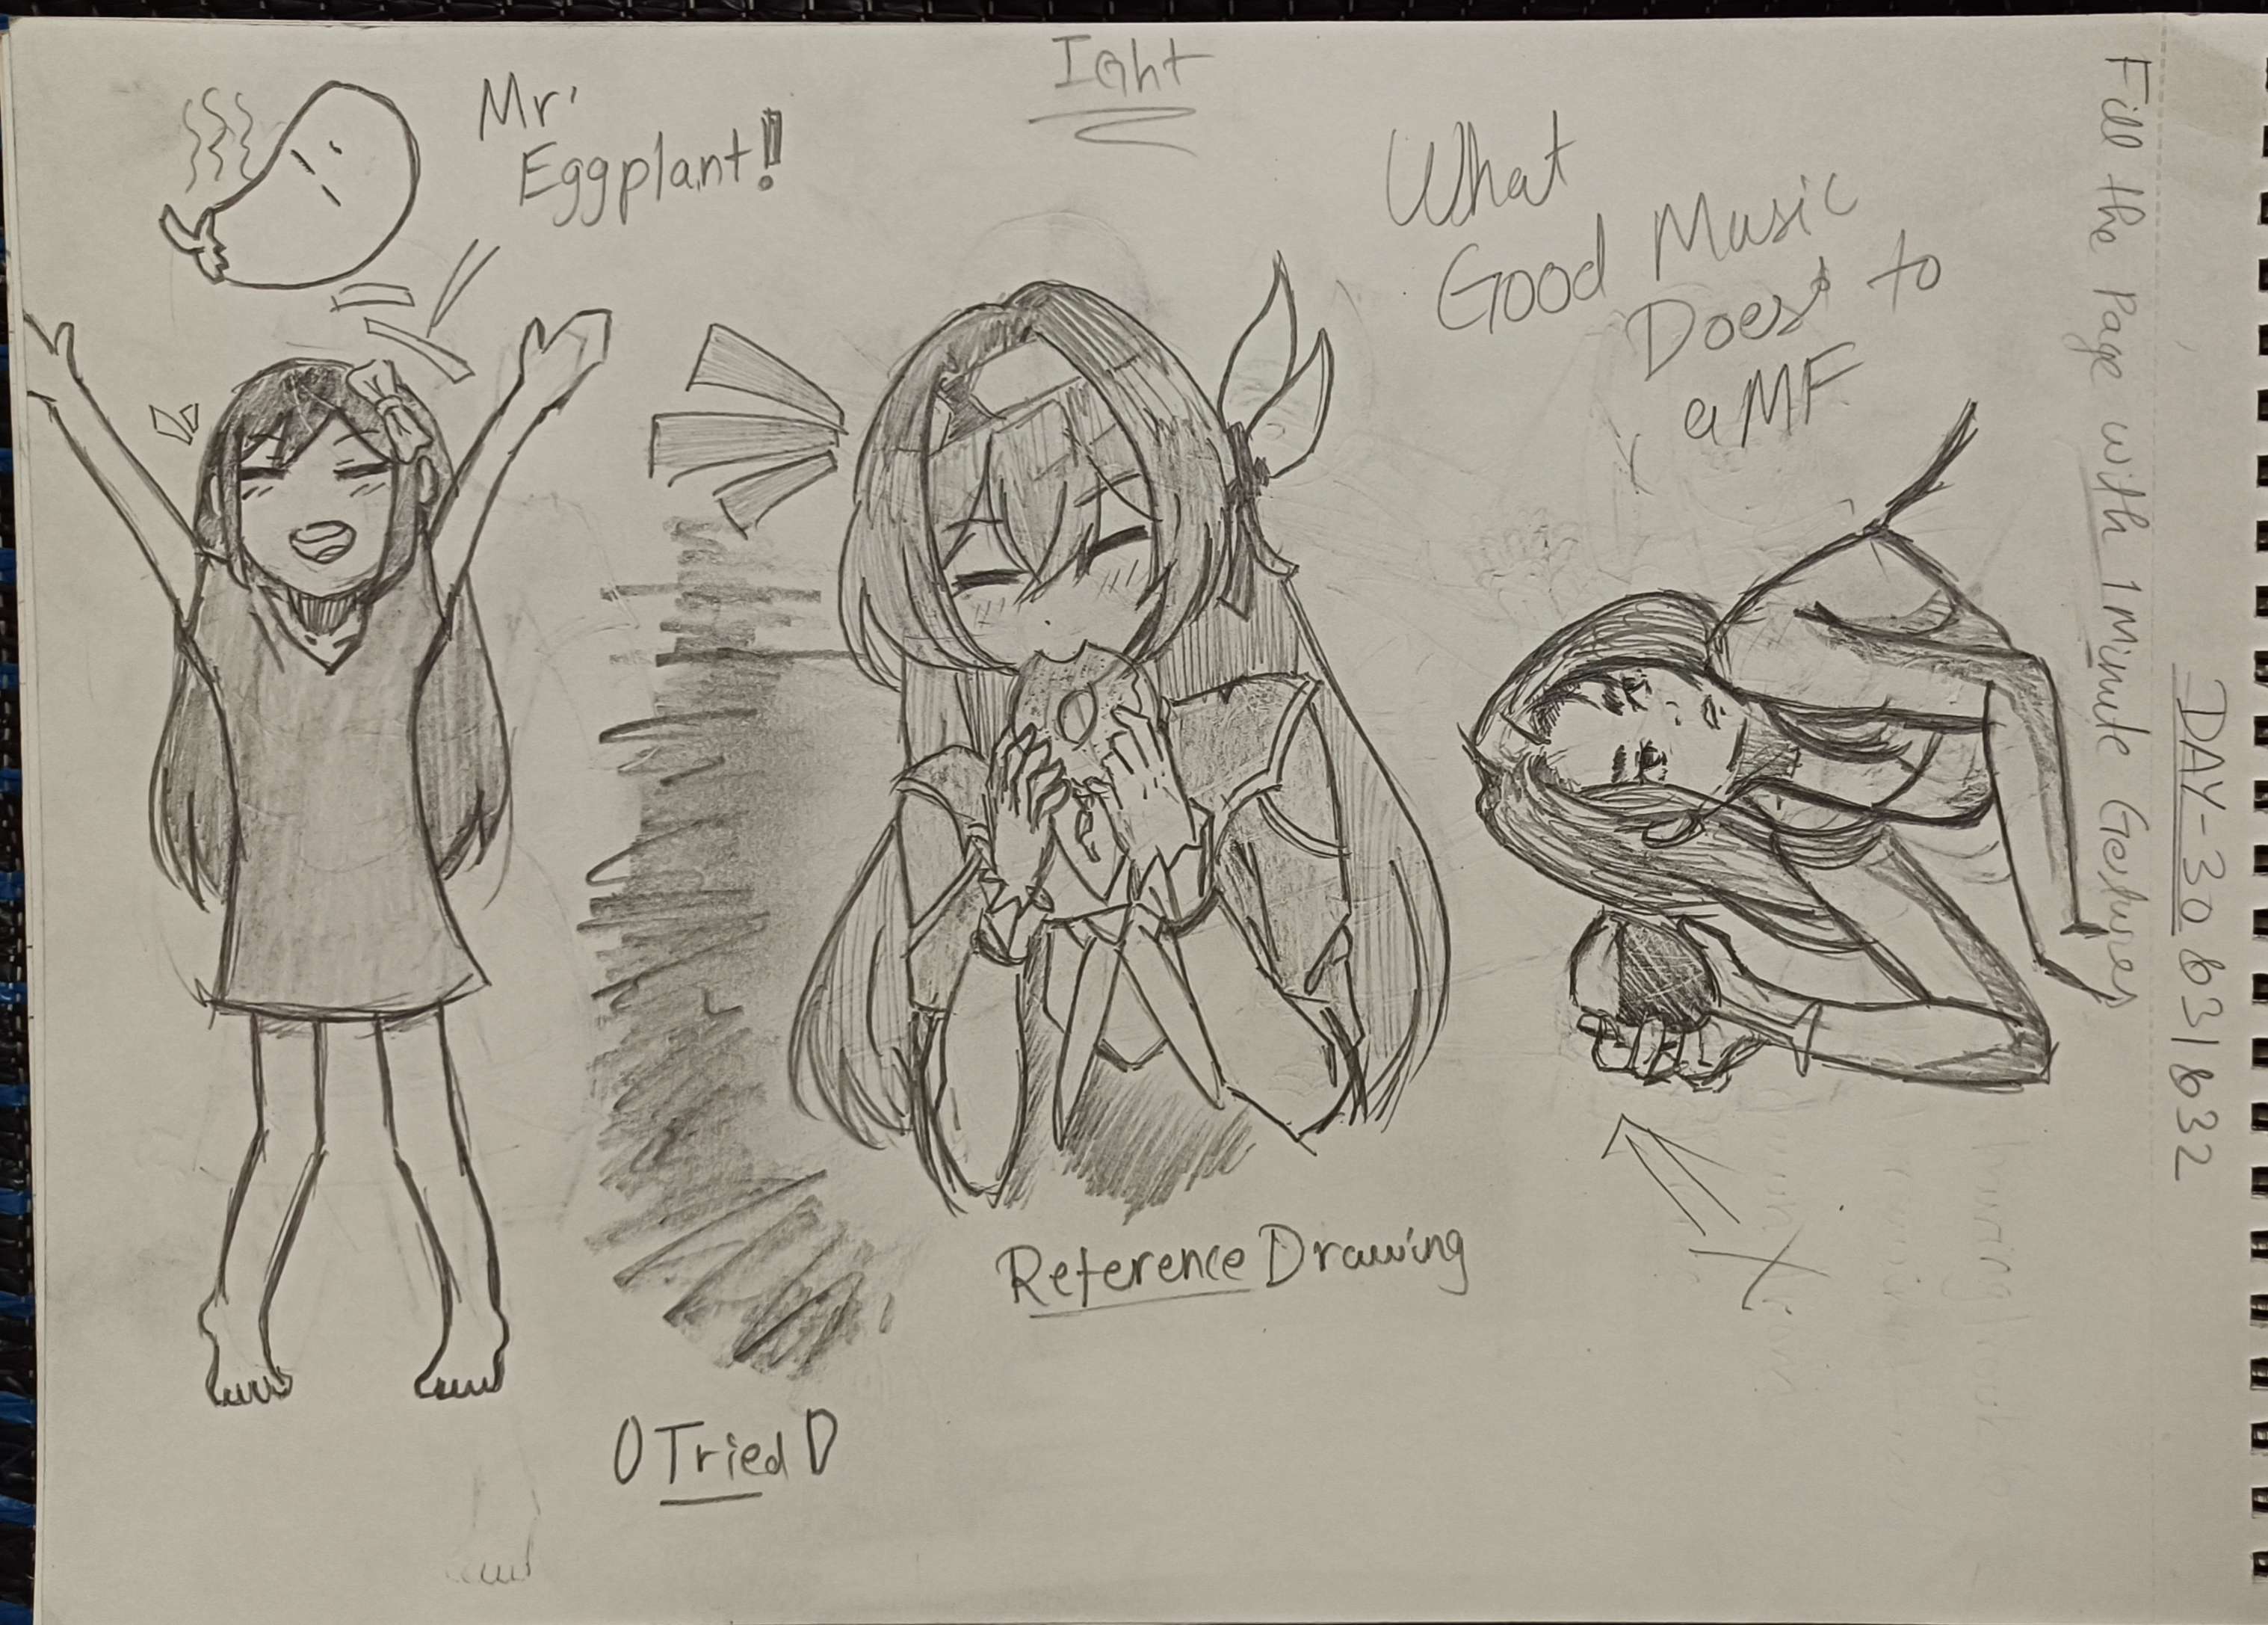 Ight
Mr.
Eggplant!!
What
Good Music
Does to
a MF
Reference Drawing
Tried
Fill the Page with 1 Minute Gestures
DAY-30 & 31 & 32